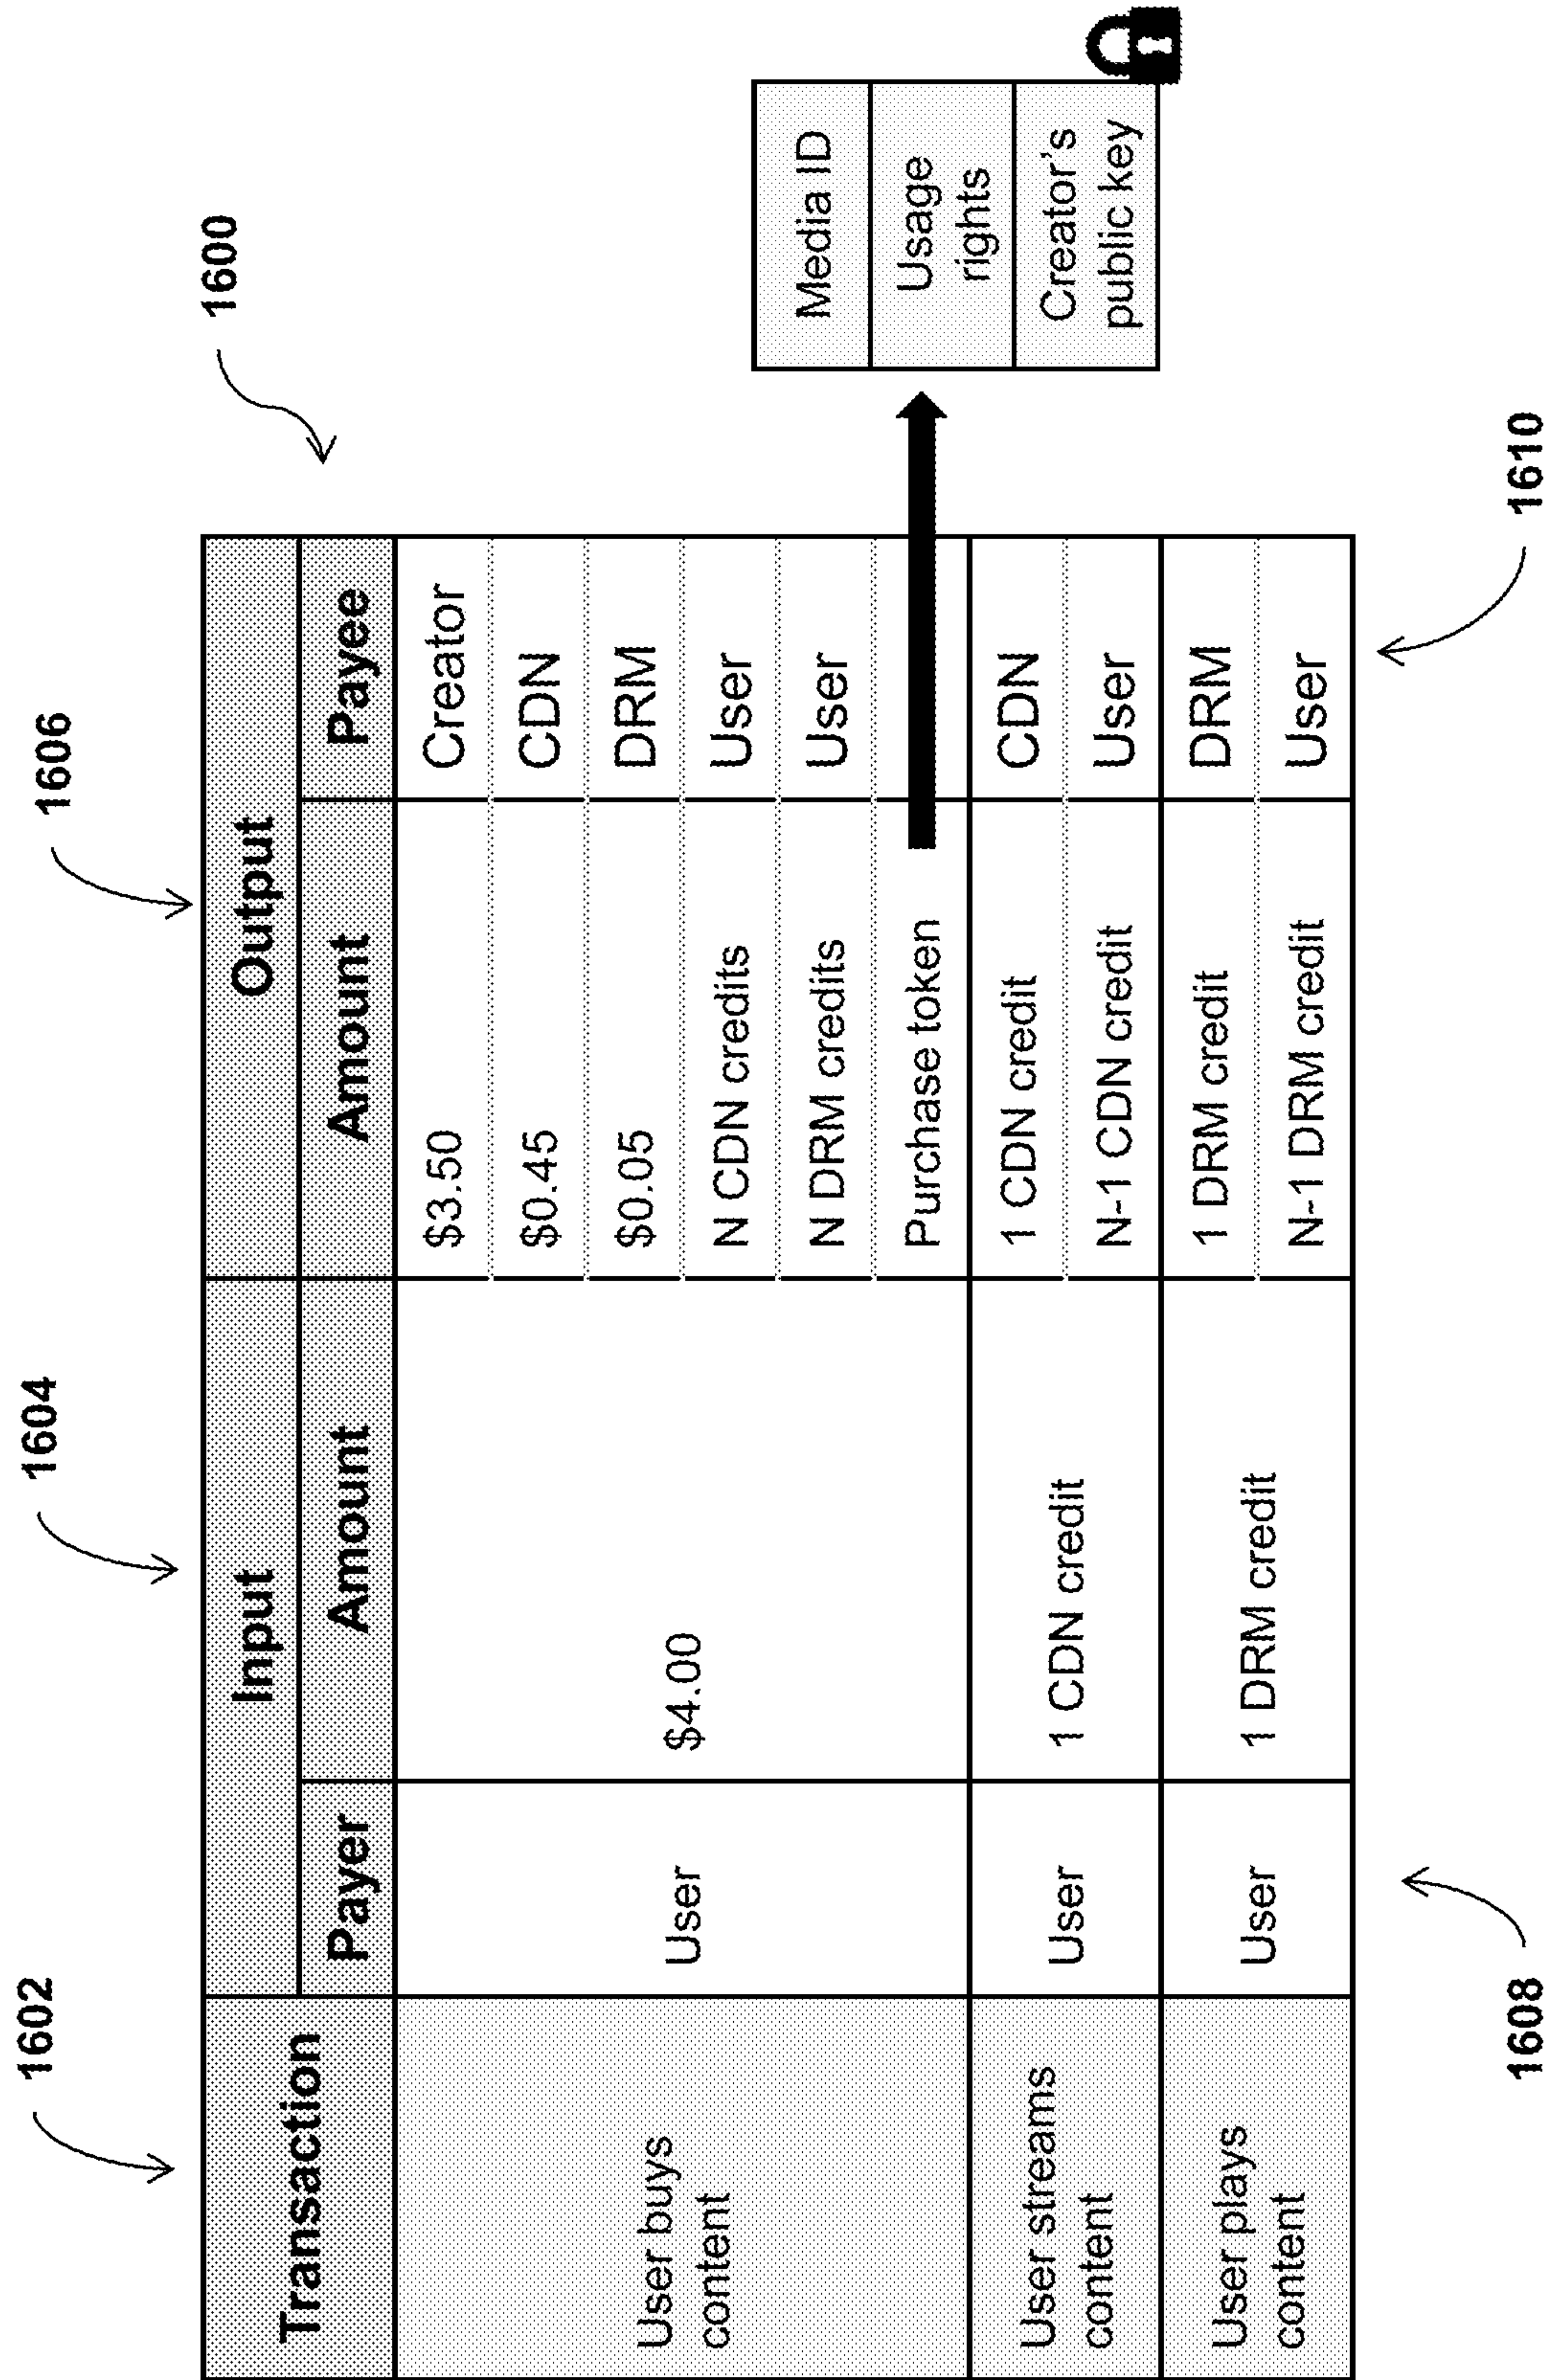 1602
1604
1606
1600
Transaction
Input
Output
Payer
Amount
Amount
Payee
User buys
content
User
$4.00
$3.50
Creator
$0.45
CDN
$0.05
DRM
N CDN credits
User
N DRM credits
User
Purchase token
User streams
content
User
1 CDN credit
1 CDN credit
CDN
N-1 CDN credit
User
User plays
content
User
1 DRM credit
1 DRM credit
DRM
N-1 DRM credit
User
Media ID
Usage
rights
Creator's
public key
1608
1610